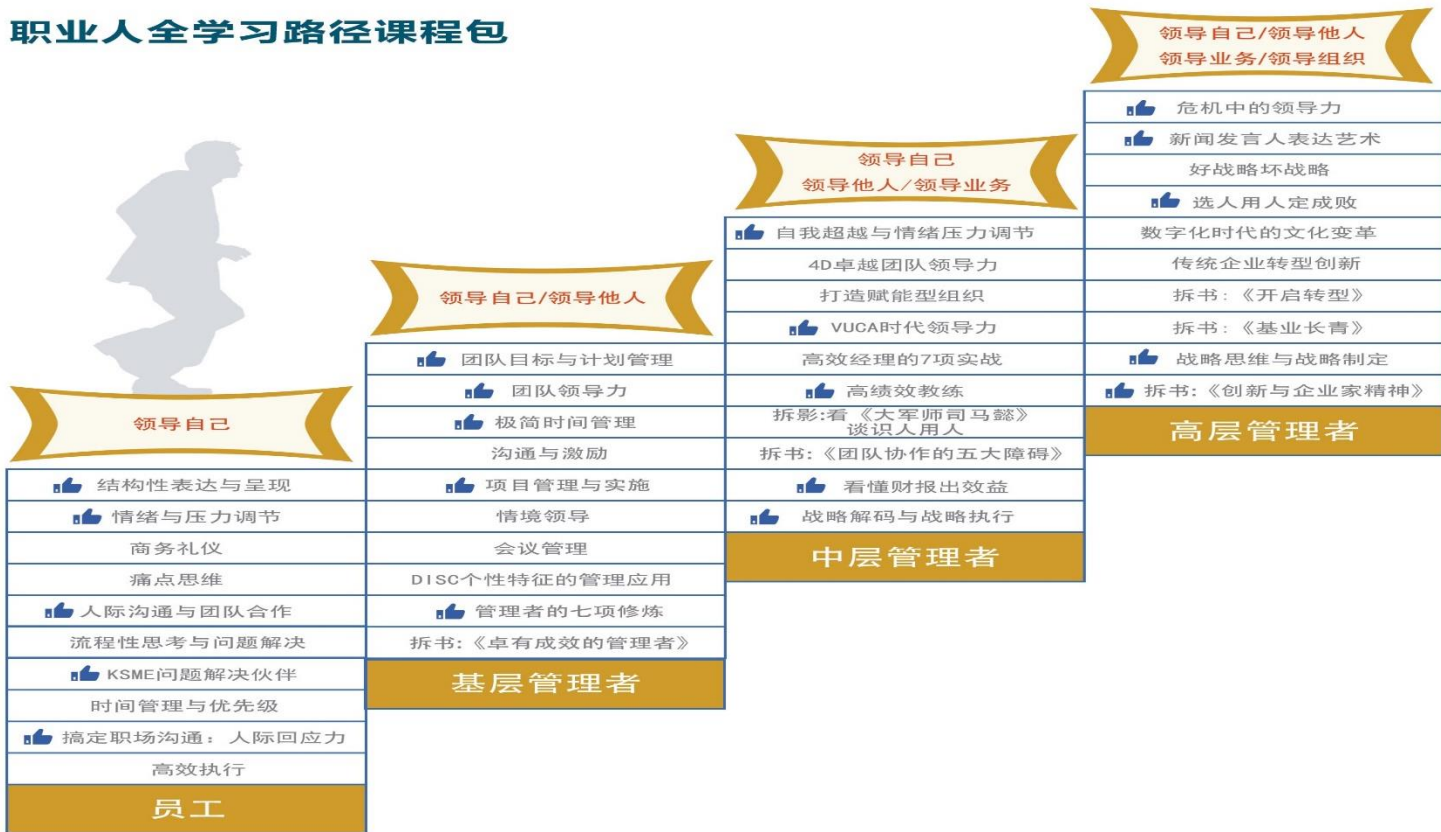 职业人全学习路径课程包
领导自己
结构性表达与呈现
情绪与压力调节
商务礼仪
痛点思维
人际沟通与团队合作
流程性思考与问题解决
KSME问题解决伙伴
时间管理与优先级
搞定职场沟通：人际回应力
高效执行
员工
领导自己/领导他人
团队目标与计划管理
团队领导力
极简时间管理
沟通与激励
项目管理与实施
情境领导
会议管理
DISC个性特征的管理应用
管理者的七项修炼
拆书:《卓有成效的管理者》
基层管理者
领导自己
领导他人/领导业务
自我超越与情绪压力调节
4D卓越团队领导力
打造赋能型组织
VUCA时代领导力
高效经理的7项实战
高绩效教练
拆影:看《大军师司马懿》
谈识人用人
拆书:《团队协作的五大障碍》
看懂财报出效益
战略解码与战略执行
中层管理者
领导自己/领导他人
领导业务/领导组织
危机中的领导力
新闻发言人表达艺术
好战略坏战略
选人用人定成败
数字化时代的文化变革
传统企业转型创新
拆书:《开启转型》
拆书:《基业长青》
战略思维与战略制定
拆书:《创新与企业家精神》
高层管理者